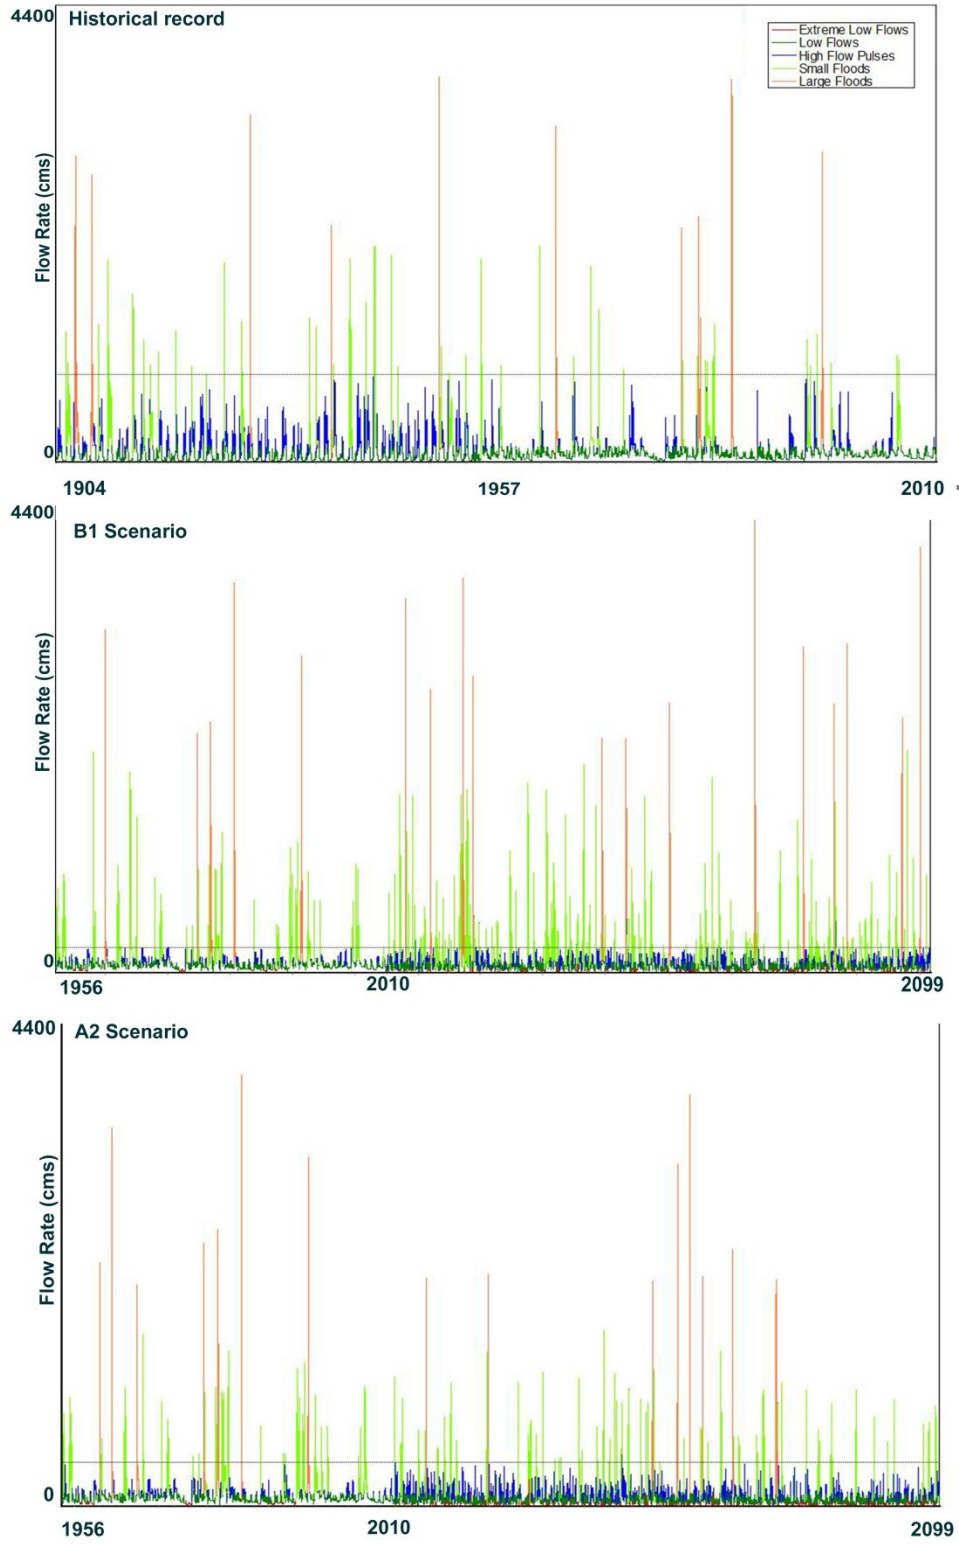 4400
Historical record
Extreme Low Flows
Low Flows
High Flow Pulses
Small Floods
Large Floods
Flow Rate (cms)
0
1904 1957 2010
4400
B1 Scenario
Flow Rate (cms)
0
1956 2010 2099
4400
A2 Scenario
Flow Rate (cms)
0
1956 2010 2099